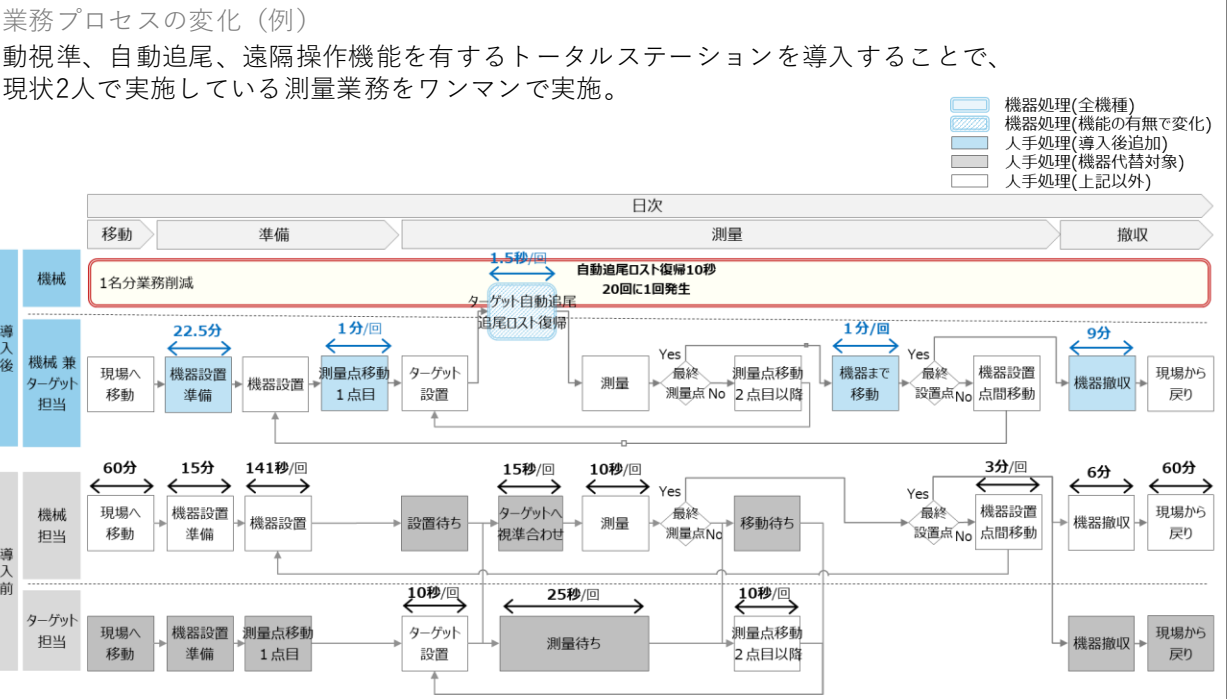 業務プロセスの変化（例）
動視準、自動追尾、遠隔操作機能を有するトータルステーションを導入することで、
現状2人で実施している測量業務をワンマンで実施。
機器処理(全機種)
機器処理(機能の有無で変化)
人手処理(導入後追加)
人手処理(機器代替対象)
人手処理(上記以外)
日次
移動
準備
測量
撤収
導入後
機械
1名分業務削減
1.5秒/回
自動追尾ロスト復帰10秒
20回に1回発生
ターゲット自動追尾
追尾ロスト復帰
機械 兼
ターゲット
担当
22.5分
1分/回
1分/回
9分
現場へ
移動
機器設置
準備
機器設置
測量点移動
1点目
ターゲット
設置
測量
Yes
最終
測量点
No
測量点移動
2点目以降
機器まで
移動
Yes
最終
設置点
No
機器設置
点間移動
機器撤収
現場から
戻り
導入前
機械
担当
60分
15分
141秒/回
15秒/回
10秒/回
3分/回
6分
60分
現場へ
移動
機器設置
準備
機器設置
設置待ち
ターゲットへ
視準合わせ
測量
Yes
最終
測量点
No
移動待ち
Yes
最終
設置点
No
機器設置
点間移動
機器撤収
現場から
戻り
ターゲット
担当
10秒/回
25秒/回
10秒/回
現場へ
移動
機器設置
準備
測量点移動
1点目
ターゲット
設置
測量待ち
測量点移動
2点目以降
機器撤収
現場から
戻り